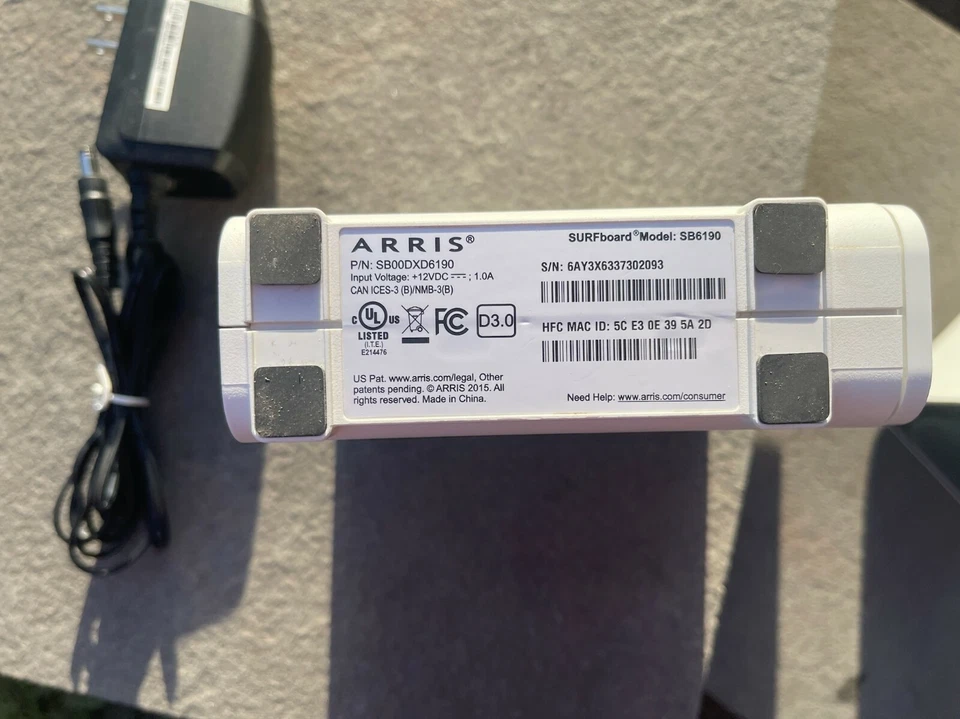 ARRIS®
P/N: SB00DXD6190
Input Voltage: +12VDC ⎓; 1.0A
CAN ICES-3 (B)/NMB-3(B)
C UL US
LISTED
(I.T.E.)
E214476
FC
D3.0
US Pat. www.arris.com/legal, Other
patents pending. © ARRIS 2015. All
rights reserved. Made in China.
SURFboard® Model: SB6190
S/N: 6AY3X6337302093
HFC MAC ID: 5C E3 0E 39 5A 2D
Need Help: www.arris.com/consumer